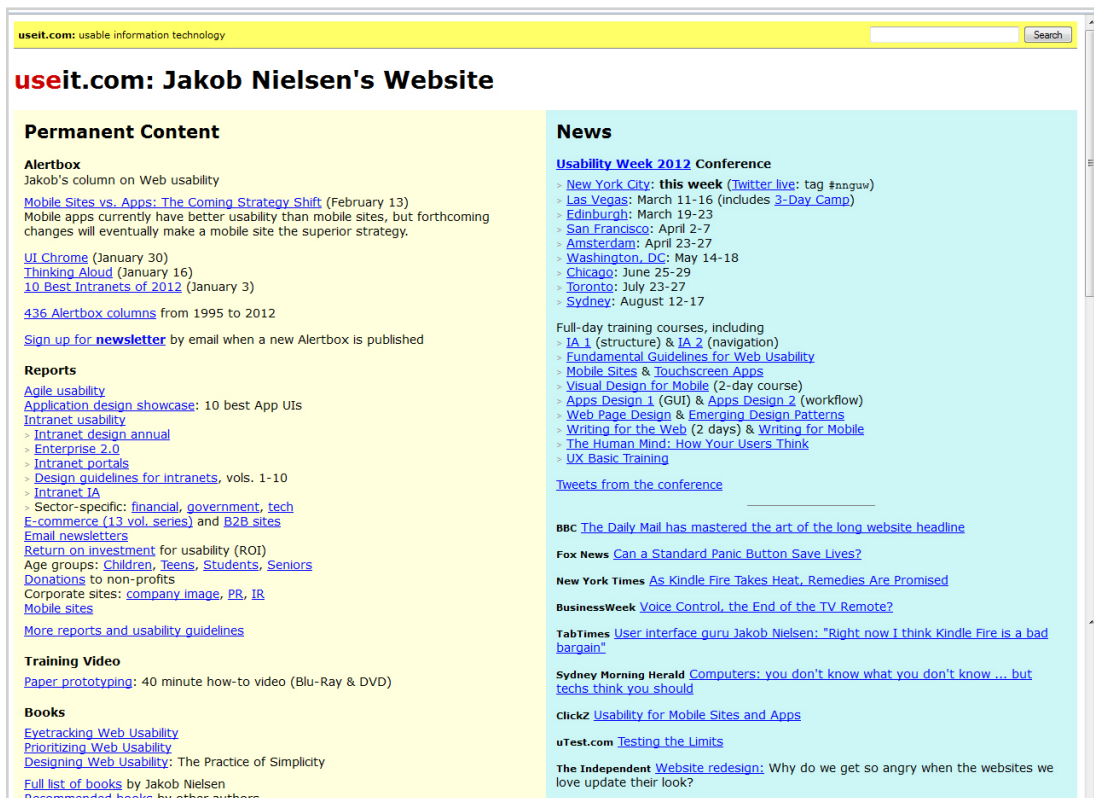 useit.com: usable information technology
Search
useit.com: Jakob Nielsen's Website
Permanent Content
Alertbox
Jakob's column on Web usability
Mobile Sites vs. Apps: The Coming Strategy Shift (February 13)
Mobile apps currently have better usability than mobile sites, but forthcoming
changes will eventually make a mobile site the superior strategy.
UI Chrome (January 30)
Thinking Aloud (January 16)
10 Best Intranets of 2012 (January 3)
436 Alertbox columns from 1995 to 2012
Sign up for newsletter by email when a new Alertbox is published
Reports
Agile usability
Application design showcase: 10 best App UIs
Intranet usability
> Intranet design annual
> Enterprise 2.0
> Intranet portals
> Design guidelines for intranets, vols. 1-10
> Intranet IA
> Sector-specific: financial, government, tech
E-commerce (13 vol. series) and B2B sites
Email newsletters
Return on investment for usability (ROI)
Age groups: Children, Teens, Students, Seniors
Donations to non-profits
Corporate sites: company image, PR, IR
Mobile sites
More reports and usability guidelines
Training Video
Paper prototyping: 40 minute how-to video (Blu-Ray & DVD)
Books
Eyetracking Web Usability
Prioritizing Web Usability
Designing Web Usability: The Practice of Simplicity
Full list of books by Jakob Nielsen
Recommended books by other authors
News
Usability Week 2012 Conference
> New York City: this week (Twitter live: tag #nnguw)
> Las Vegas: March 11-16 (includes 3-Day Camp)
> Edinburgh: March 19-23
> San Francisco: April 2-7
> Amsterdam: April 23-27
> Washington, DC: May 14-18
> Chicago: June 25-29
> Toronto: July 23-27
> Sydney: August 12-17
Full-day training courses, including
> IA 1 (structure) & IA 2 (navigation)
> Fundamental Guidelines for Web Usability
> Mobile Sites & Touchscreen Apps
> Visual Design for Mobile (2-day course)
> Apps Design 1 (GUI) & Apps Design 2 (workflow)
> Web Page Design & Emerging Design Patterns
> Writing for the Web (2 days) & Writing for Mobile
> The Human Mind: How Your Users Think
> UX Basic Training
Tweets from the conference
BBC The Daily Mail has mastered the art of the long website headline
Fox News Can a Standard Panic Button Save Lives?
New York Times As Kindle Fire Takes Heat, Remedies Are Promised
BusinessWeek Voice Control, the End of the TV Remote?
TabTimes User interface guru Jakob Nielsen: "Right now I think Kindle Fire is a bad
bargain"
Sydney Morning Herald Computers: you don't know what you don't know ... but
techs think you should
ClickZ Usability for Mobile Sites and Apps
uTest.com Testing the Limits
The Independent Website redesign: Why do we get so angry when the websites we
love update their look?